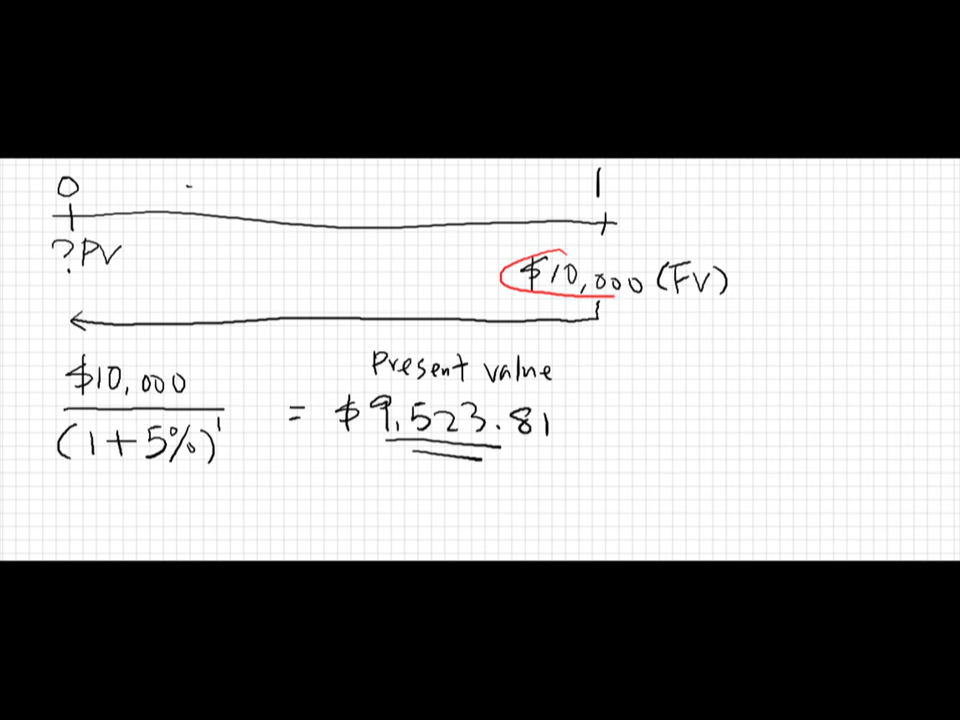 0 1
?PV
$10,000 (FV)
Present value
$10,000
(1+5%)¹
= $9,523.81